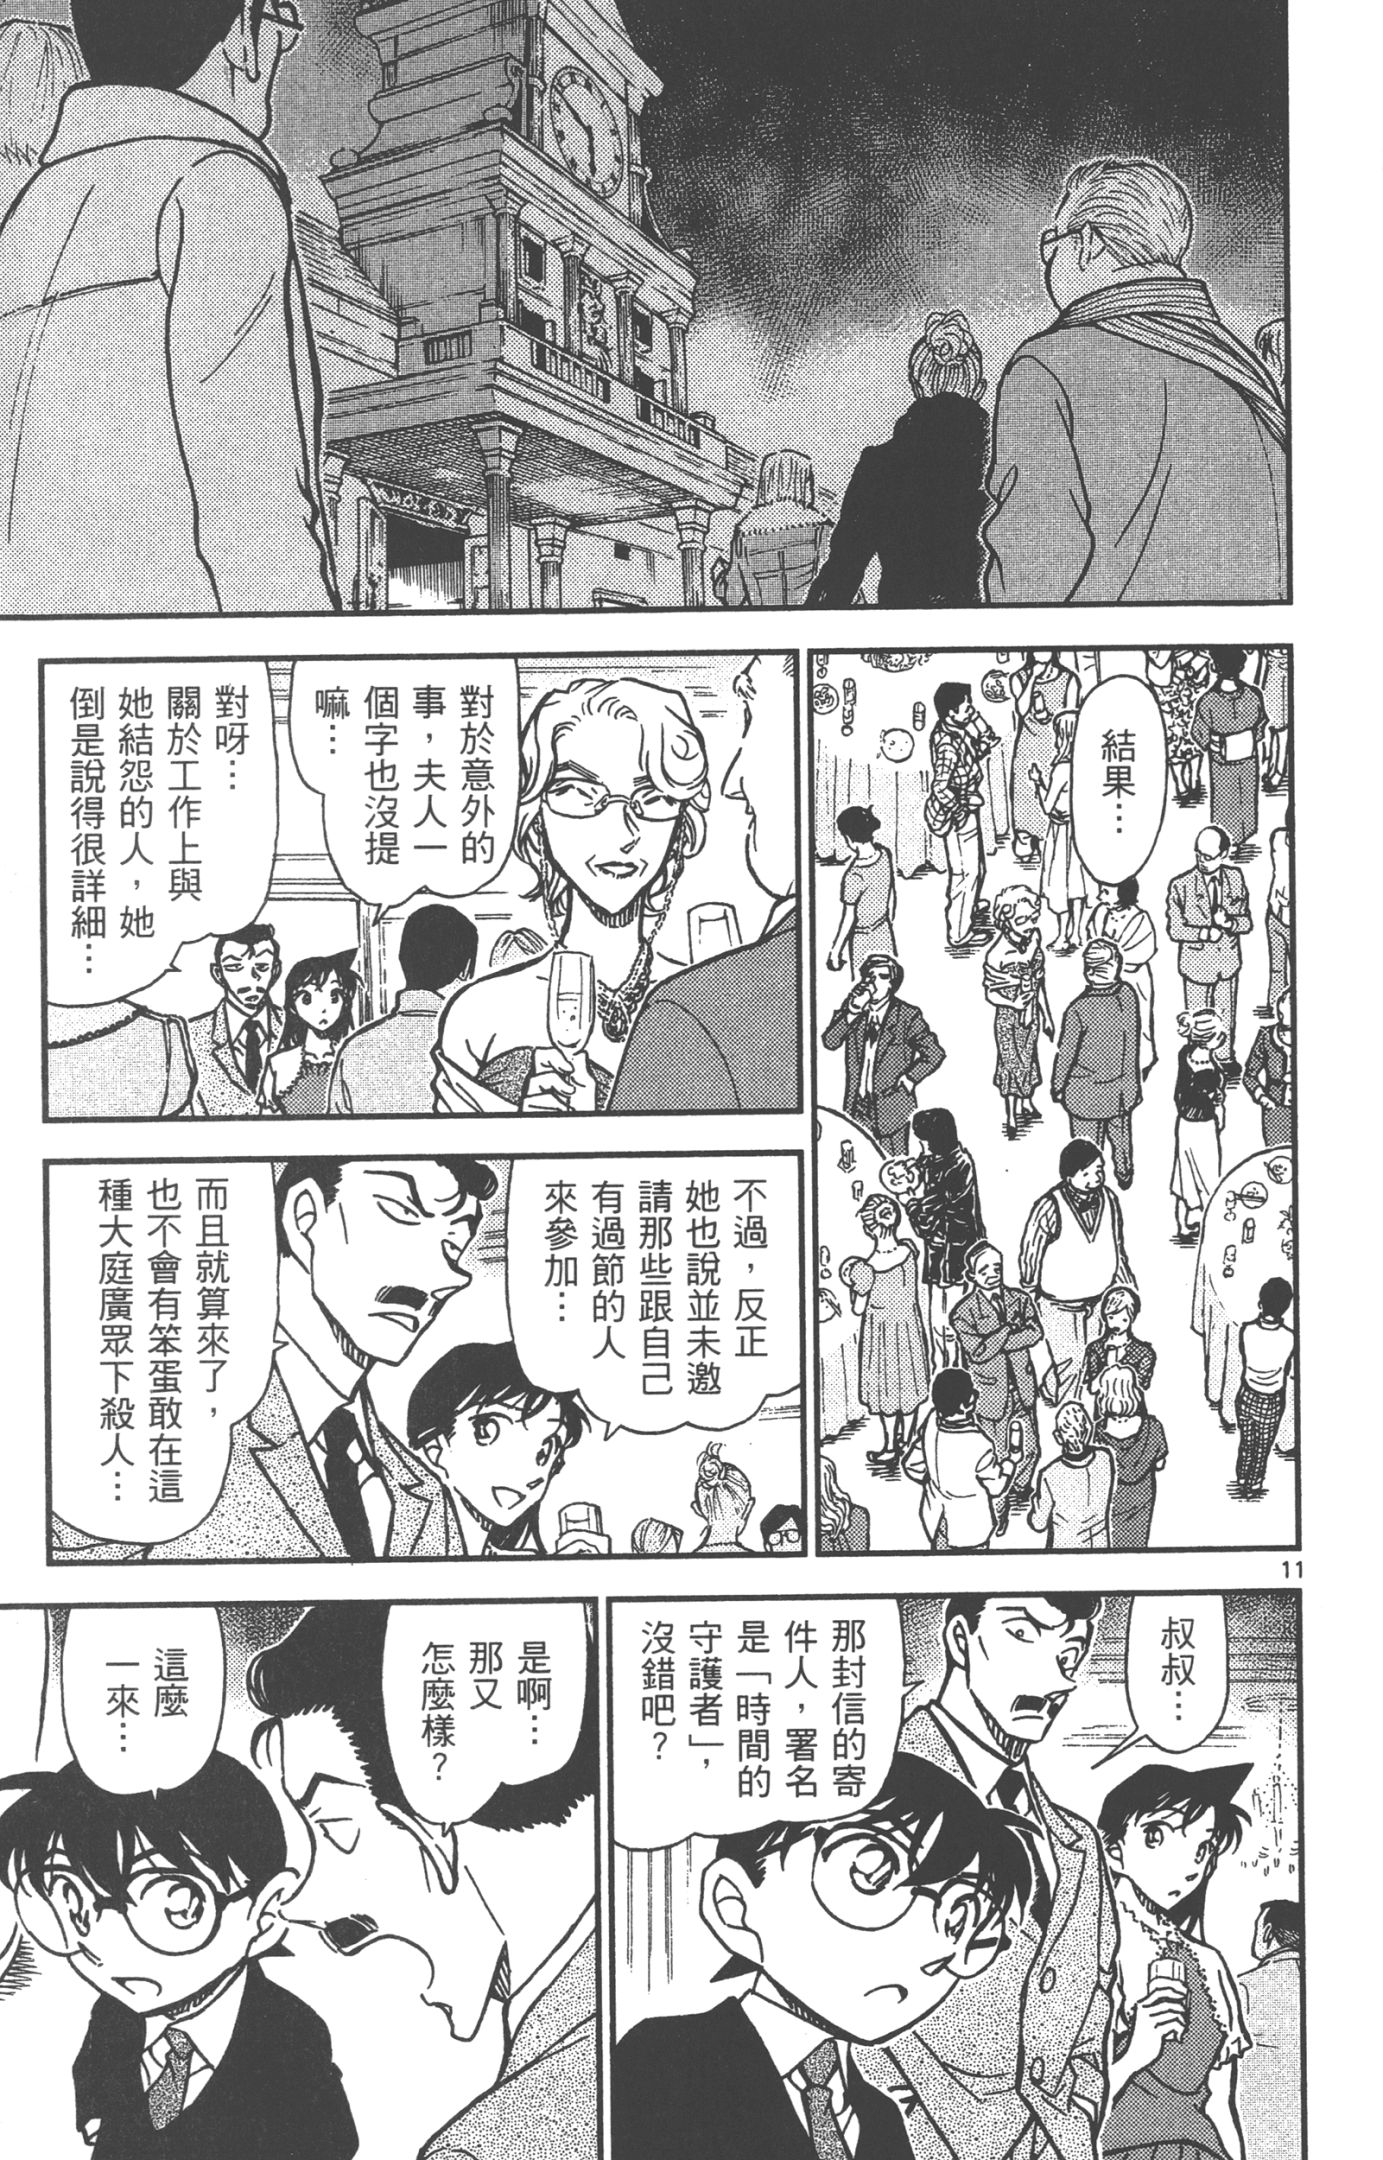 結果…
對於意外的
事，夫人一
個字也沒提
嘛…
對呀…
關於工作上與
她結怨的人，她
倒是說得很詳細…
不過，反正
她也說並未邀
請那些跟自己
有過節的人
來參加…
而且就算來了，
也不會有笨蛋敢在這
種大庭廣眾下殺人…
11
叔叔…
那封信的寄
件人，署名
是「時間的
守護者」，
沒錯吧？
是啊…
那又
怎麼樣？
這麼
一來…